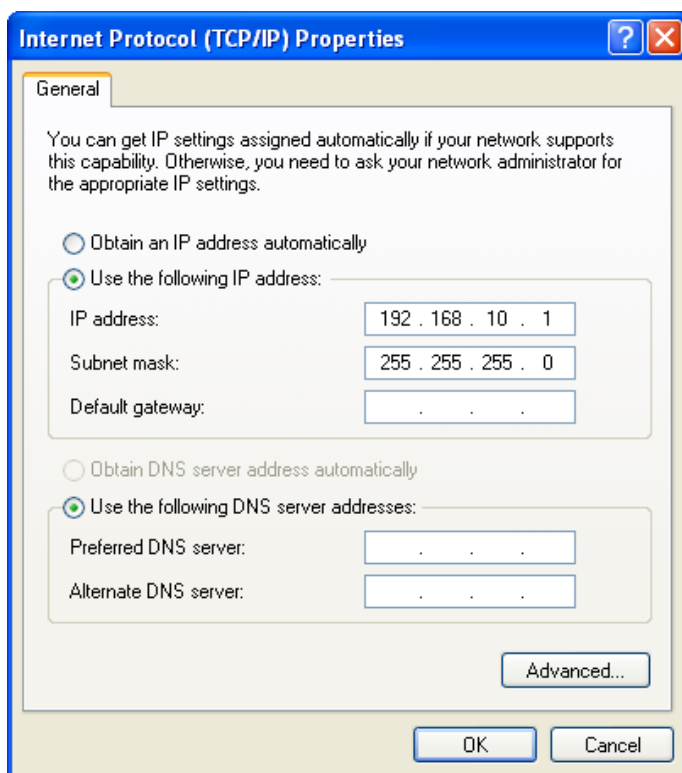 Internet Protocol (TCP/IP) Properties
General
You can get IP settings assigned automatically if your network supports
this capability. Otherwise, you need to ask your network administrator for
the appropriate IP settings.
Obtain an IP address automatically
Use the following IP address:
IP address: 192 . 168 . 10 . 1
Subnet mask: 255 . 255 . 255 . 0
Default gateway: . . .
Obtain DNS server address automatically
Use the following DNS server addresses:
Preferred DNS server: . . .
Alternate DNS server: . . .
Advanced...
OK Cancel